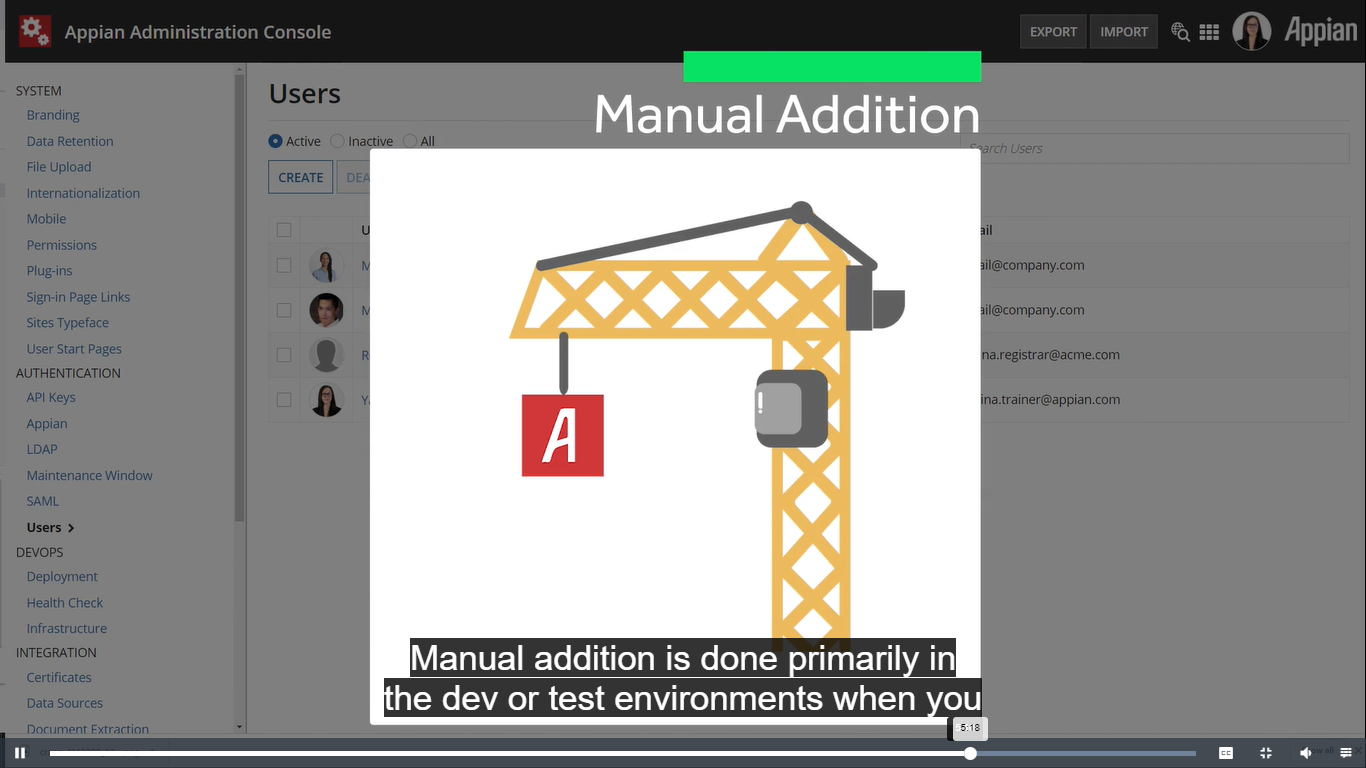 Appian Administration Console
EXPORT
IMPORT
Appian
SYSTEM
Branding
Data Retention
File Upload
Internationalization
Mobile
Permissions
Plug-ins
Sign-in Page Links
Sites Typeface
User Start Pages
AUTHENTICATION
API Keys
Appian
LDAP
Maintenance Window
SAML
Users
DEVOPS
Deployment
Health Check
Infrastructure
INTEGRATION
Certificates
Data Sources
Document Extraction
Users
Manual Addition
Active
Inactive
All
Search Users
CREATE
DEA
U
ail
M
ail@company.com
M
ail@company.com
R
na.registrar@acme.com
Ya
ina.trainer@appian.com
A
!
Manual addition is done primarily in
the dev or test environments when you
5:18
CC